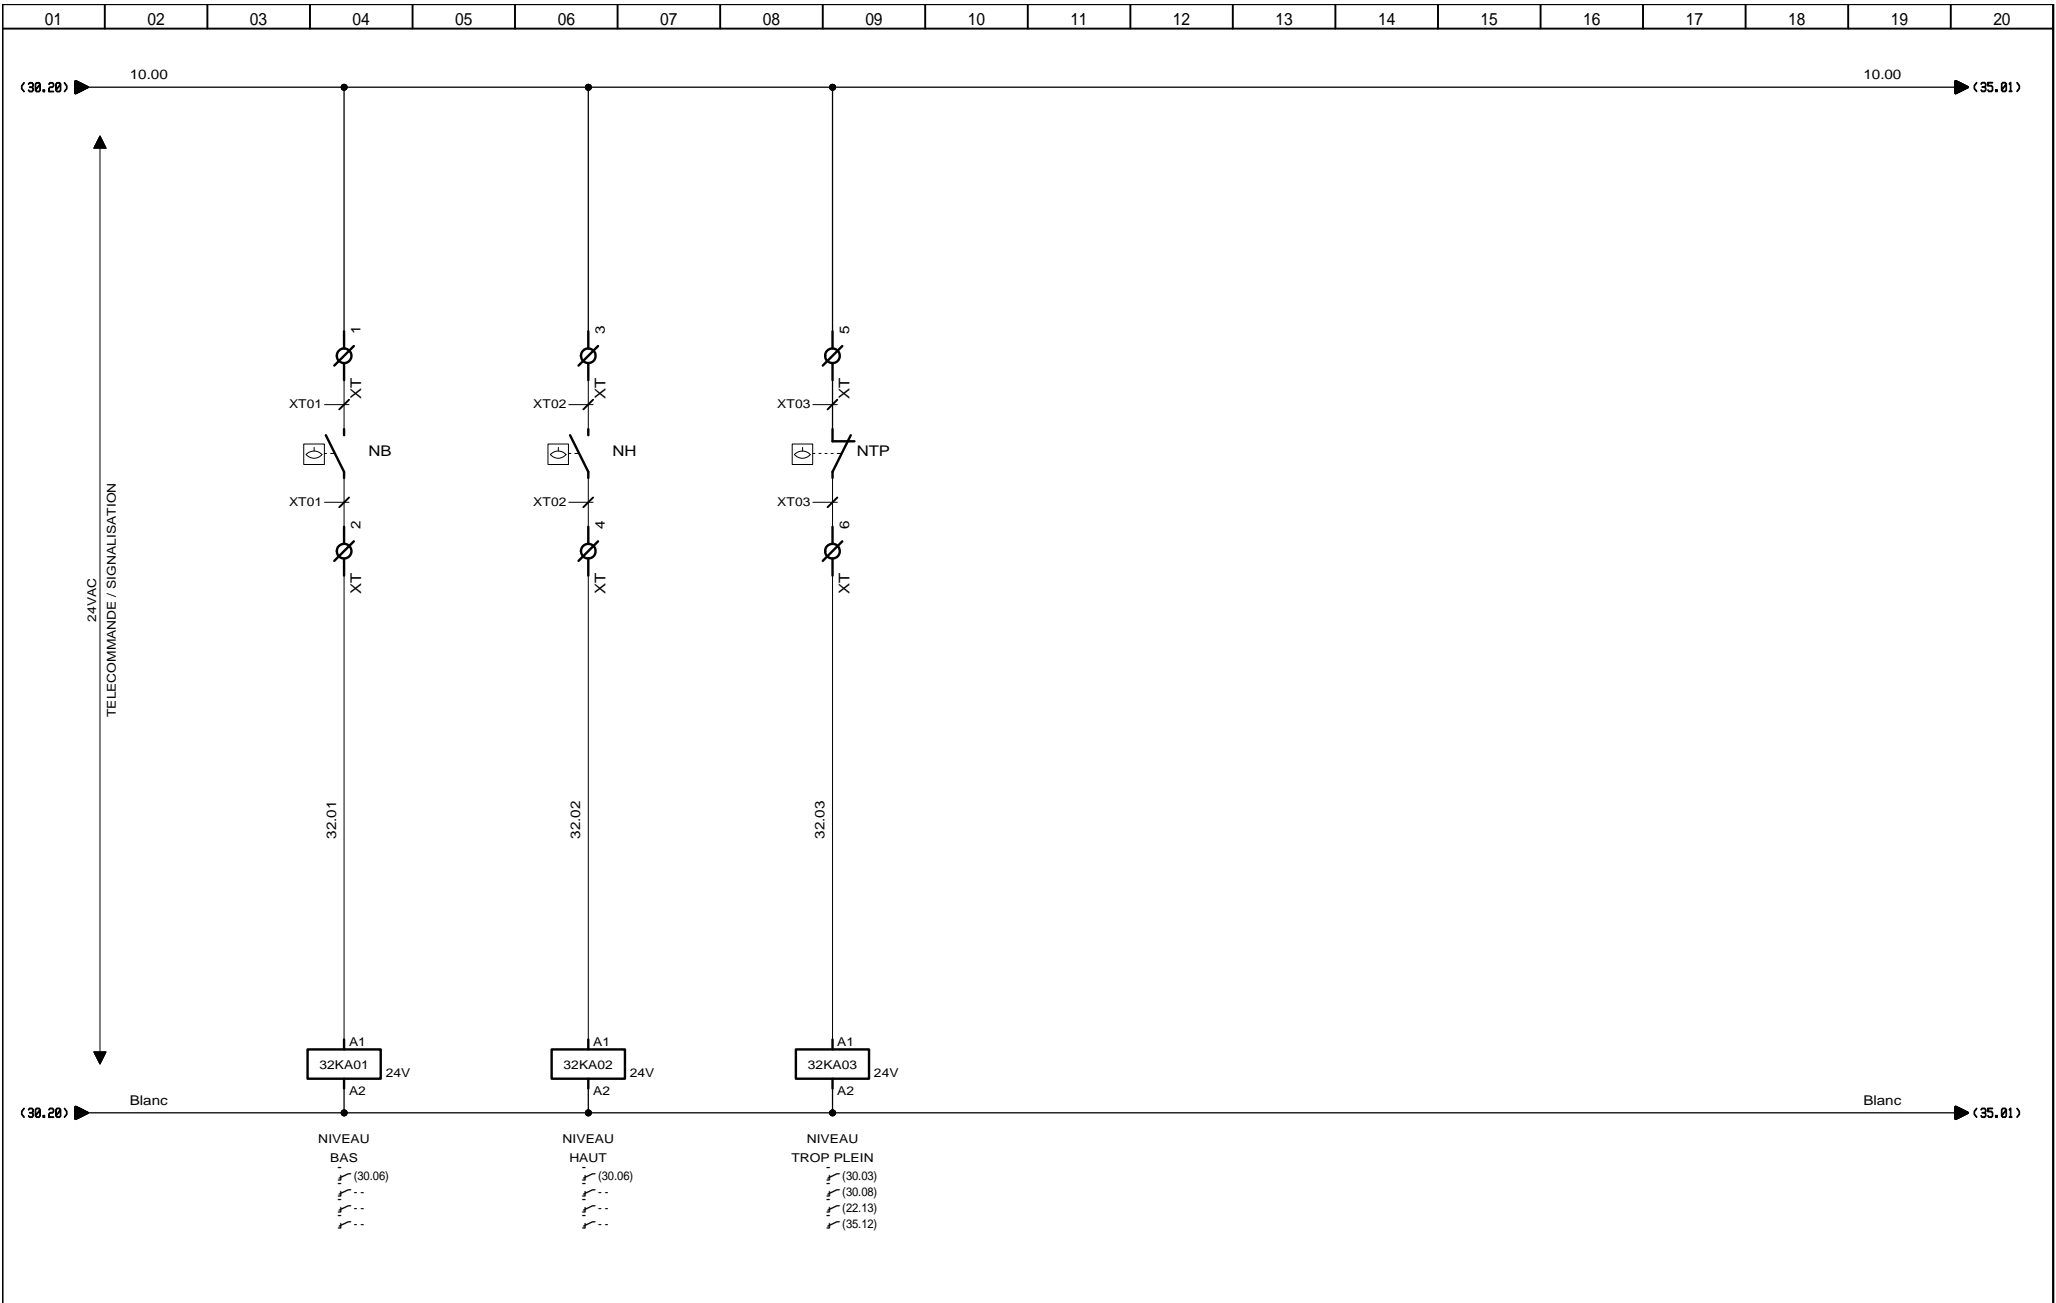 01 02 03 04 05 06 07 08 09 10 11 12 13 14 15 16 17 18 19 20
10.00 10.00
(30.20) (35.01)
1 3 5
XT XT XT
XT01 XT02 XT03
NB NH NTP
XT01 XT02 XT03
2 4 6
XT XT XT
24VAC
TELECOMMANDE / SIGNALISATION
32.01 32.02 32.03
A1 A1 A1
32KA01 24V 32KA02 24V 32KA03 24V
A2 A2 A2
Blanc Blanc
(30.20) (35.01)
NIVEAU NIVEAU NIVEAU
BAS HAUT TROP PLEIN
(30.06) (30.06) (30.03)
-- -- (30.08)
-- -- (22.13)
-- -- (35.12)